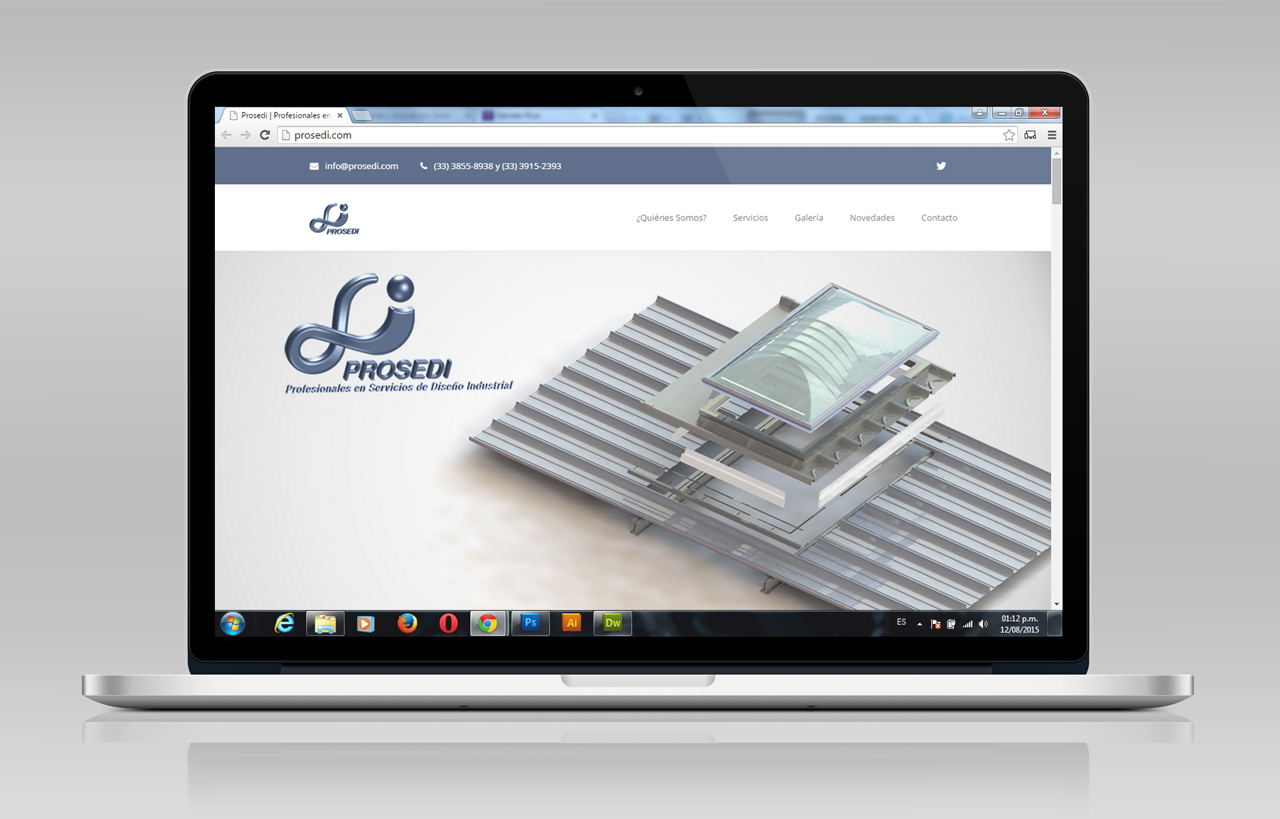 Prosedi | Profesionales en
prosedi.com
info@prosedi.com
(33) 3855-8938 y (33) 3915-2393
PROSEDI
¿Quiénes Somos?
Servicios
Galería
Novedades
Contacto
PROSEDI
Profesionales en Servicios de Diseño Industrial
Ps
Ai
Dw
ES
01:12 p.m.
12/08/2015